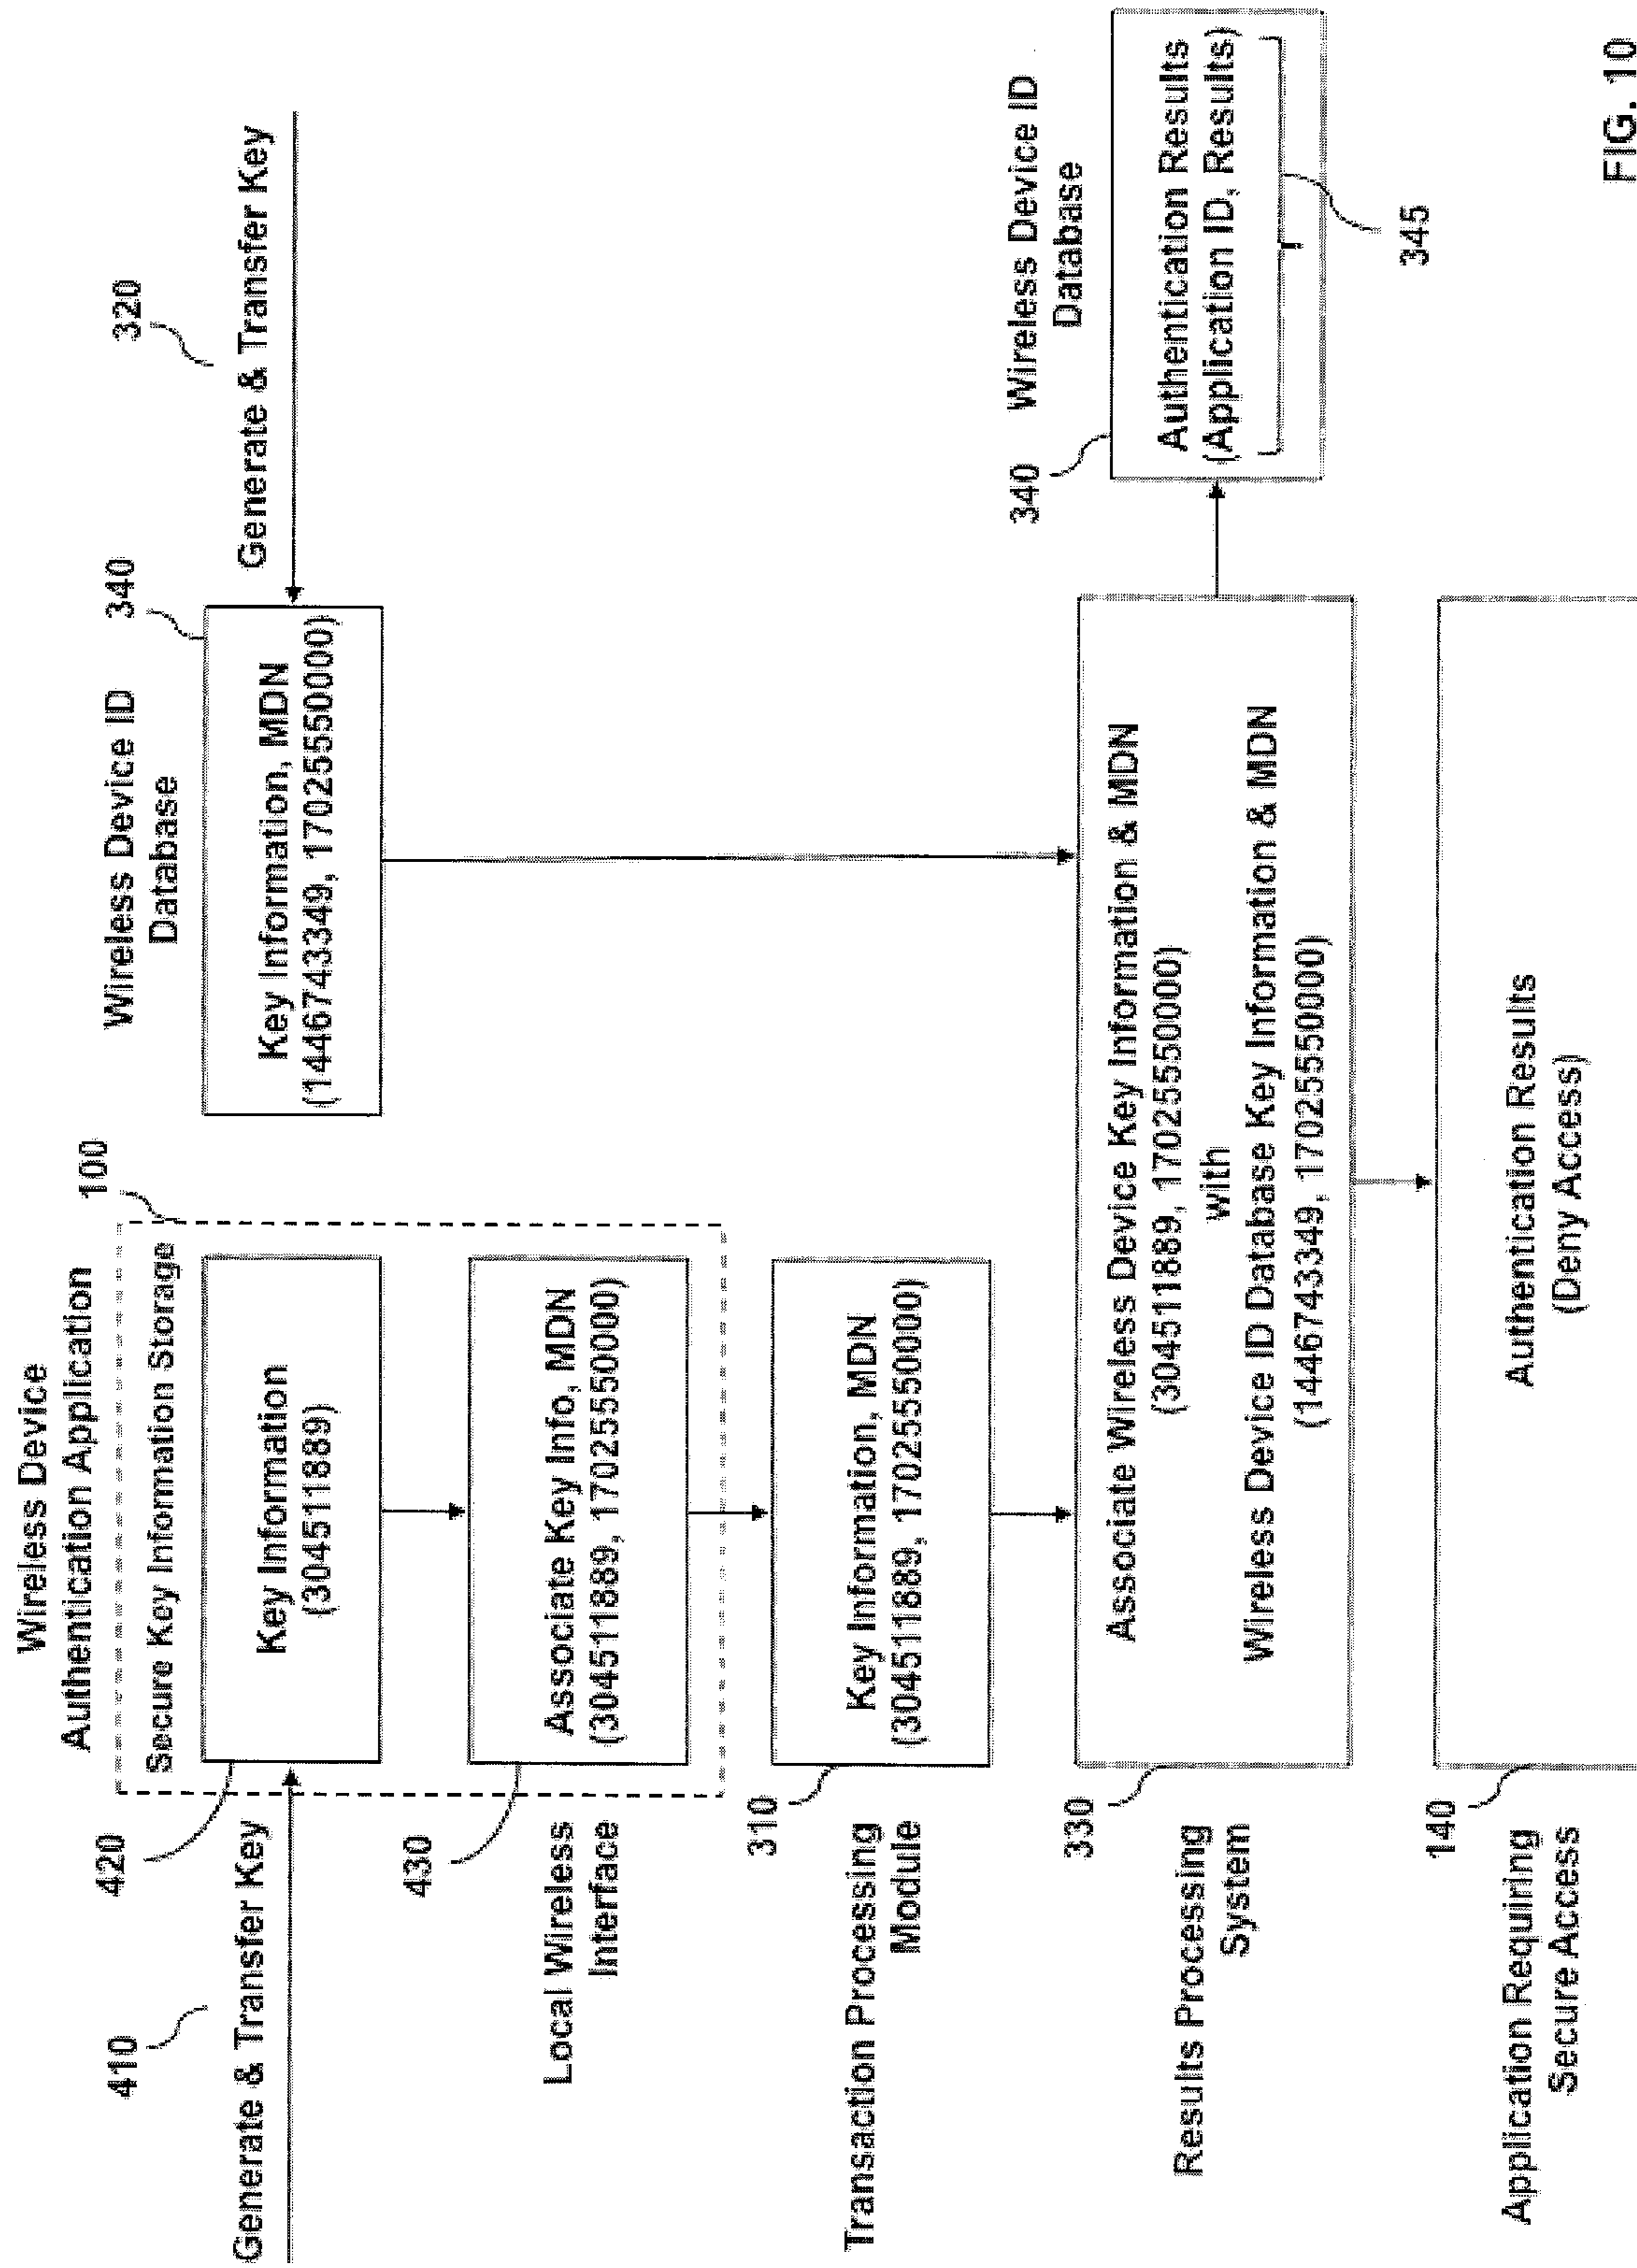 Wireless Device
Authentication Application
Secure Key Information Storage
100
410
Generate & Transfer Key
420
Key Information
(304511889)
Wireless Device ID
Database
340
Key Information, MDN
(1446743349, 17025550000)
320
Generate & Transfer Key
430
Local Wireless
Interface
Associate Key Info, MDN
(304511889, 17025550000)
310
Transaction Processing
Module
Key Information, MDN
(304511889, 17025550000)
330
Results Processing
System
Associate Wireless Device Key Information & MDN
(304511889, 17025550000)
with
Wireless Device ID Database Key Information & MDN
(1446743349, 17025550000)
340
Wireless Device ID
Database
Authentication Results
(Application ID, Results)
345
140
Application Requiring
Secure Access
Authentication Results
(Deny Access)
FIG. 10